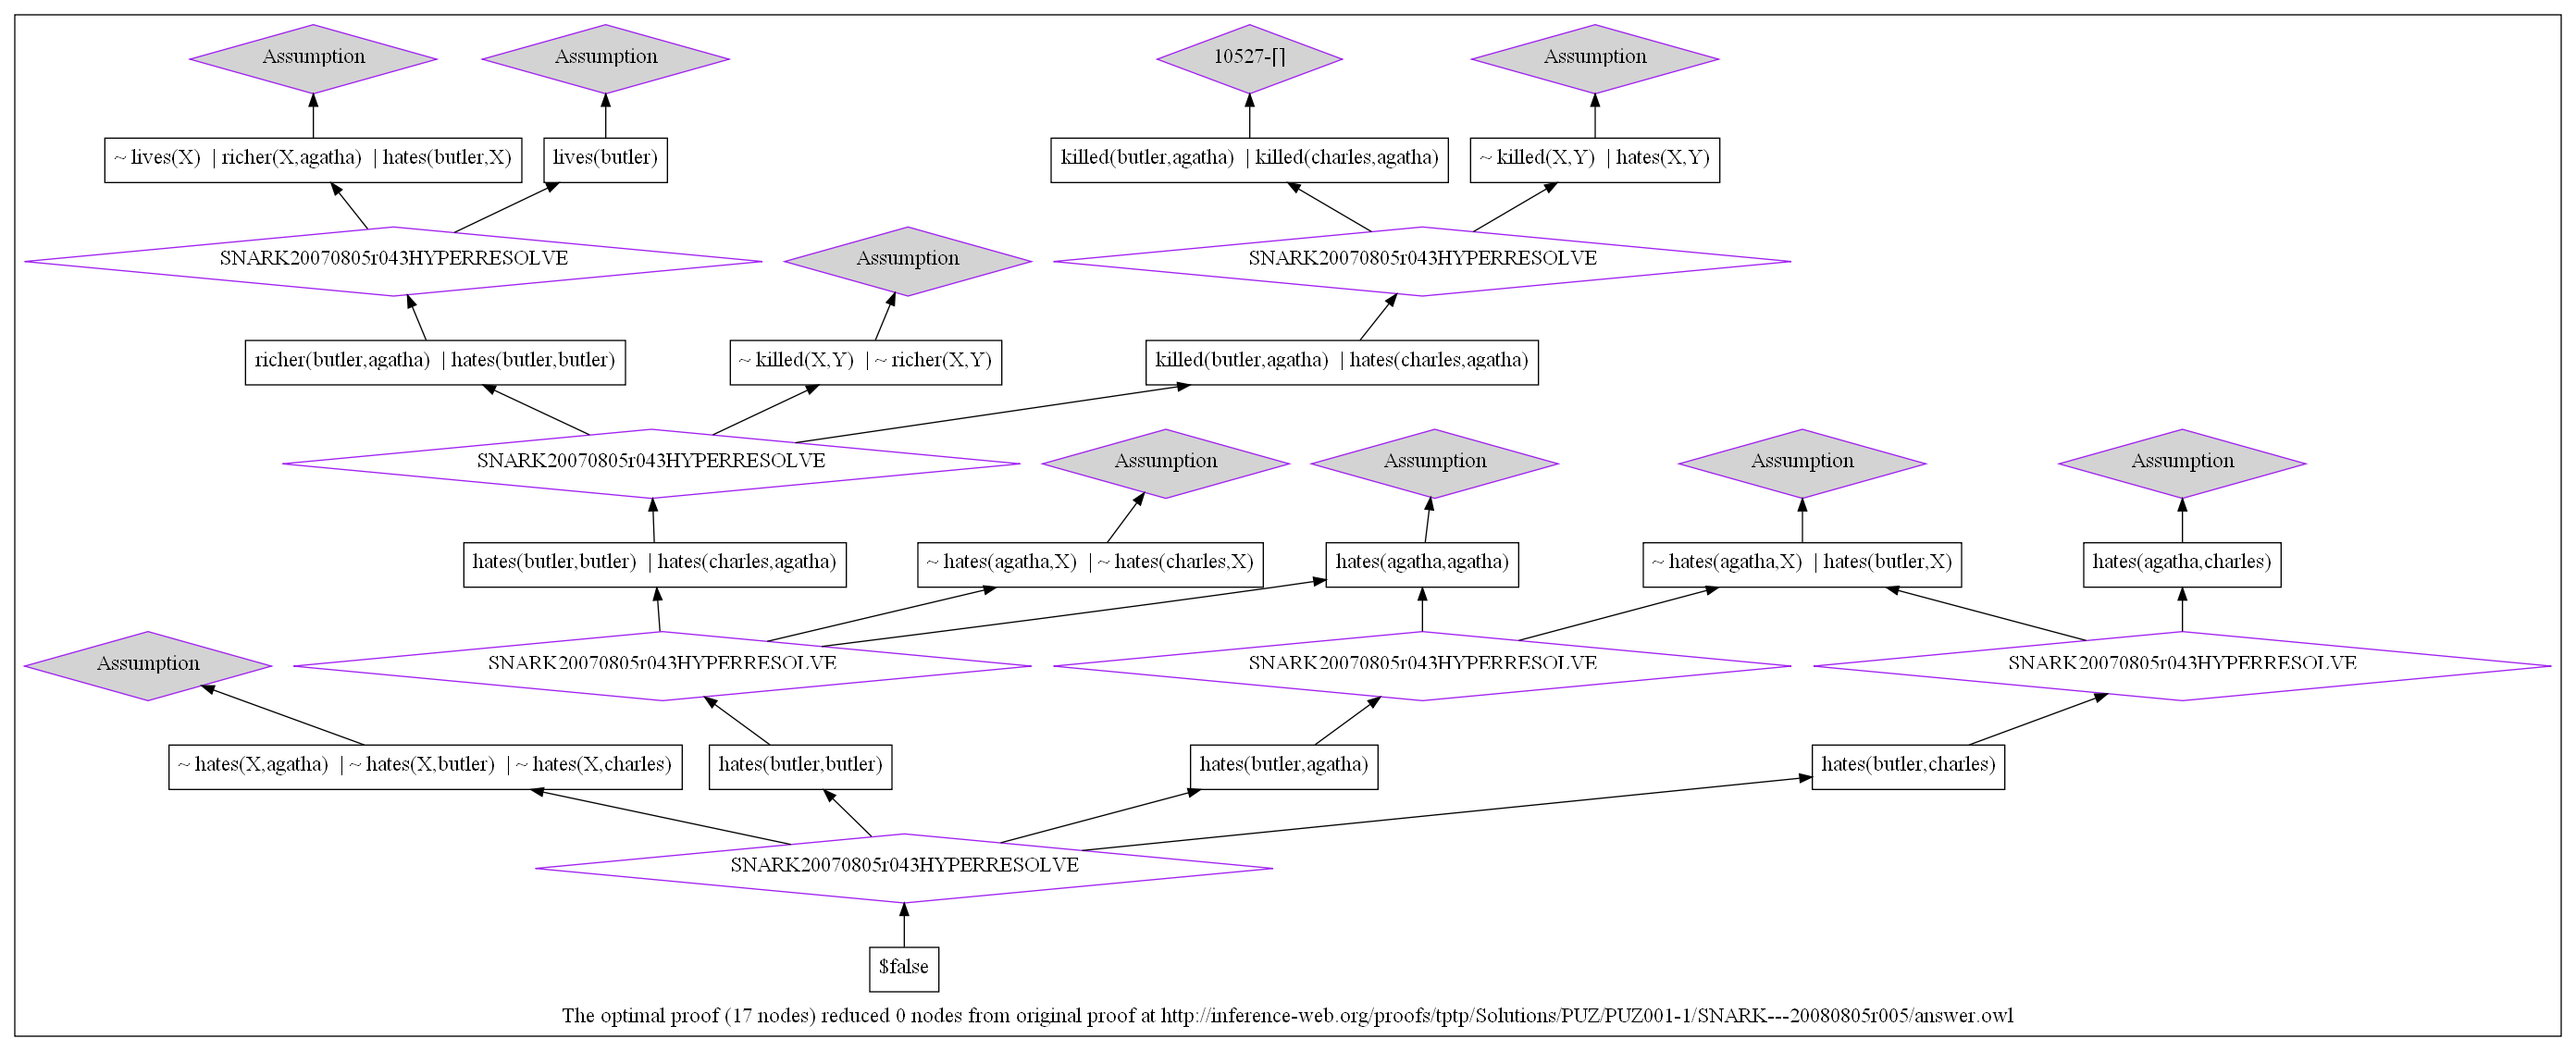 Assumption
Assumption
10527-[]
Assumption
~ lives(X) | richer(X,agatha) | hates(butler,X)
lives(butler)
killed(butler,agatha) | killed(charles,agatha)
~ killed(X,Y) | hates(X,Y)
SNARK20070805r043HYPERRESOLVE
Assumption
SNARK20070805r043HYPERRESOLVE
richer(butler,agatha) | hates(butler,butler)
~ killed(X,Y) | ~ richer(X,Y)
killed(butler,agatha) | hates(charles,agatha)
SNARK20070805r043HYPERRESOLVE
Assumption
Assumption
Assumption
Assumption
hates(butler,butler) | hates(charles,agatha)
~ hates(agatha,X) | ~ hates(charles,X)
hates(agatha,agatha)
~ hates(agatha,X) | hates(butler,X)
hates(agatha,charles)
Assumption
SNARK20070805r043HYPERRESOLVE
SNARK20070805r043HYPERRESOLVE
SNARK20070805r043HYPERRESOLVE
~ hates(X,agatha) | ~ hates(X,butler) | ~ hates(X,charles)
hates(butler,butler)
hates(butler,agatha)
hates(butler,charles)
SNARK20070805r043HYPERRESOLVE
$false
The optimal proof (17 nodes) reduced 0 nodes from original proof at http://inference-web.org/proofs/tptp/Solutions/PUZ/PUZ001-1/SNARK---20080805r005/answer.owl